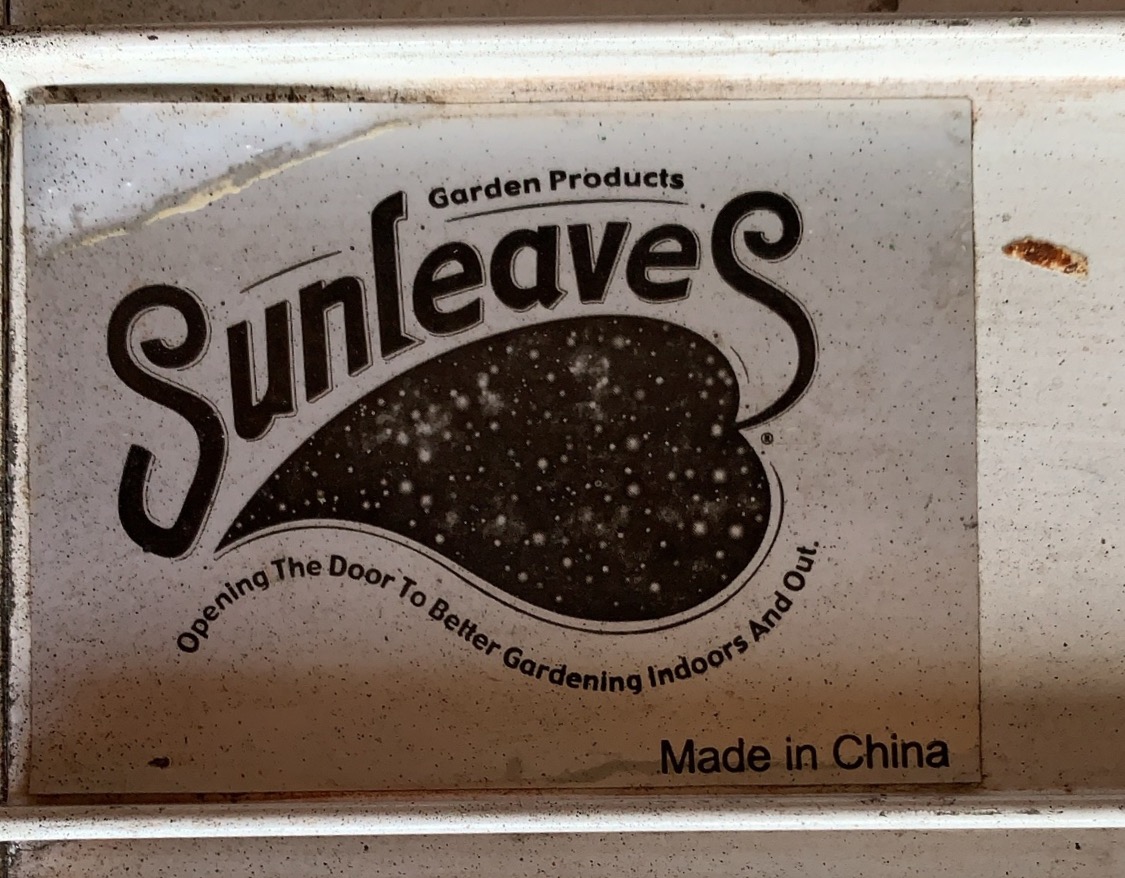 Garden Products
Sunleaves
®
Opening The Door To Better Gardening Indoors And Out.
Made in China